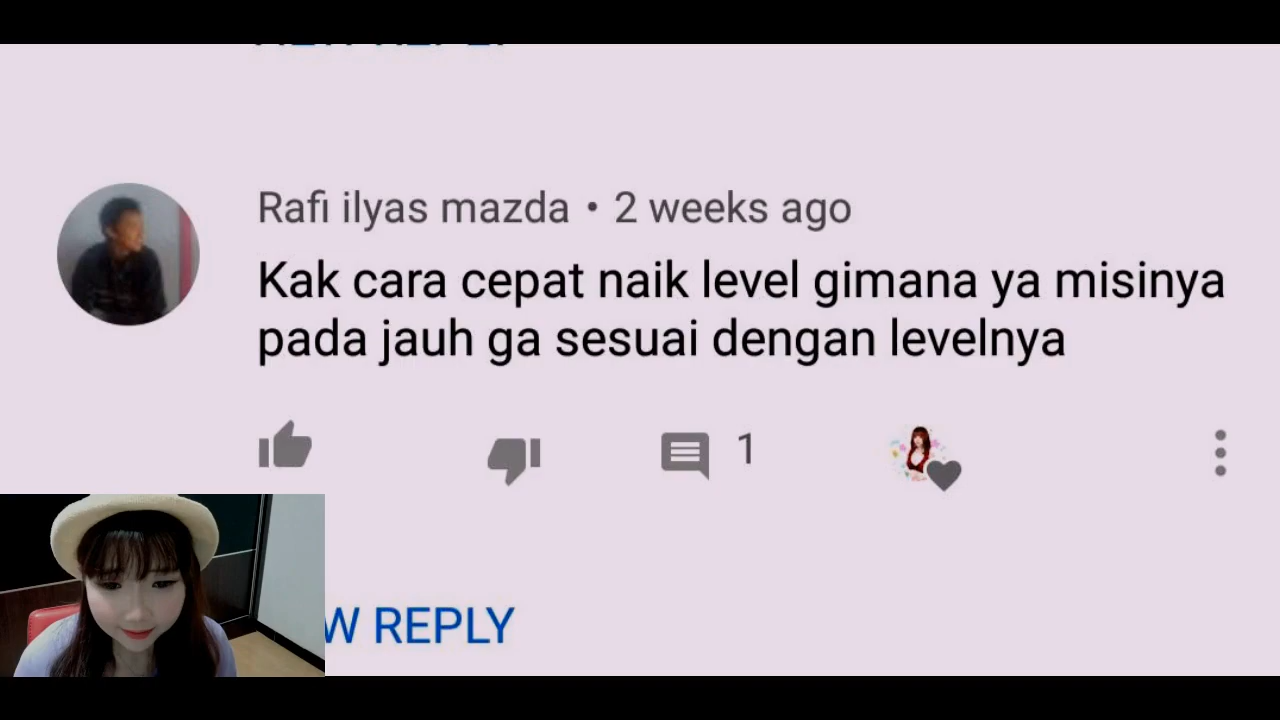 Rafi ilyas mazda • 2 weeks ago
Kak cara cepat naik level gimana ya misinya
pada jauh ga sesuai dengan levelnya
1
W REPLY